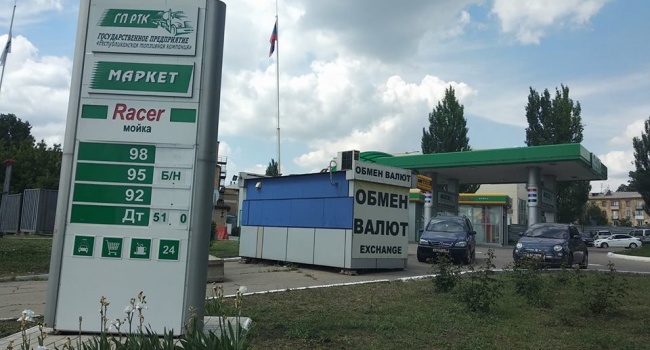 ГП РТК
ГОСУДАРСТВЕННОЕ ПРЕДПРИЯТИЕ
«Республиканская топливная компания»
МАРКЕТ
Racer
МОЙКА
98
95 Б/Н
92
Дт 51 0
24
ОБМЕН ВАЛЮТ
ОБМЕН
ВАЛЮТ
EXCHANGE